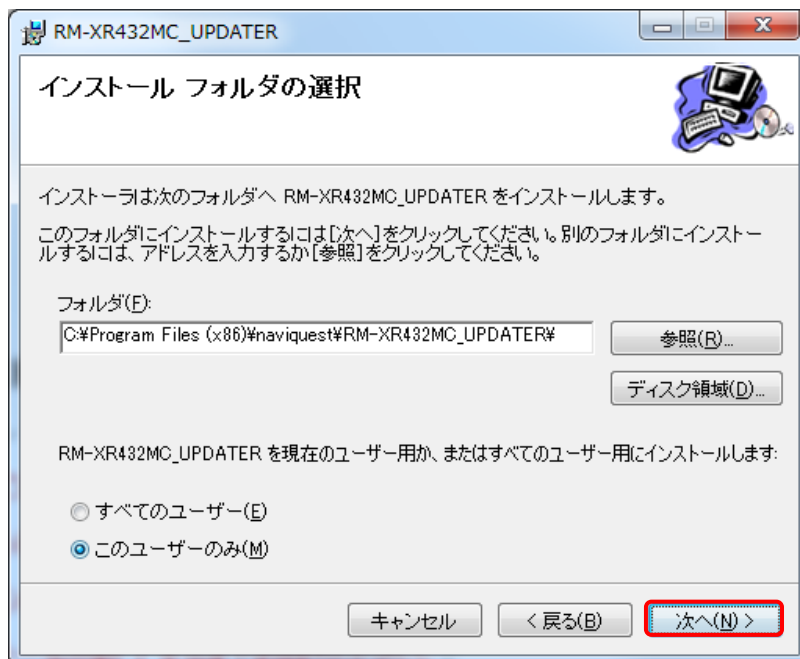 RM-XR432MC_UPDATER
インストール フォルダの選択
インストーラは次のフォルダへ RM-XR432MC_UPDATER をインストールします。
このフォルダにインストールするには[次へ]をクリックしてください。別のフォルダにインストー
ルするには、アドレスを入力するか[参照]をクリックしてください。
フォルダ(F):
C:¥Program Files (x86)¥naviquest¥RM-XR432MC_UPDATER¥
参照(R)...
ディスク領域(D)...
RM-XR432MC_UPDATER を現在のユーザー用か、またはすべてのユーザー用にインストールします:
すべてのユーザー(E)
このユーザーのみ(M)
キャンセル
< 戻る(B)
次へ(N) >